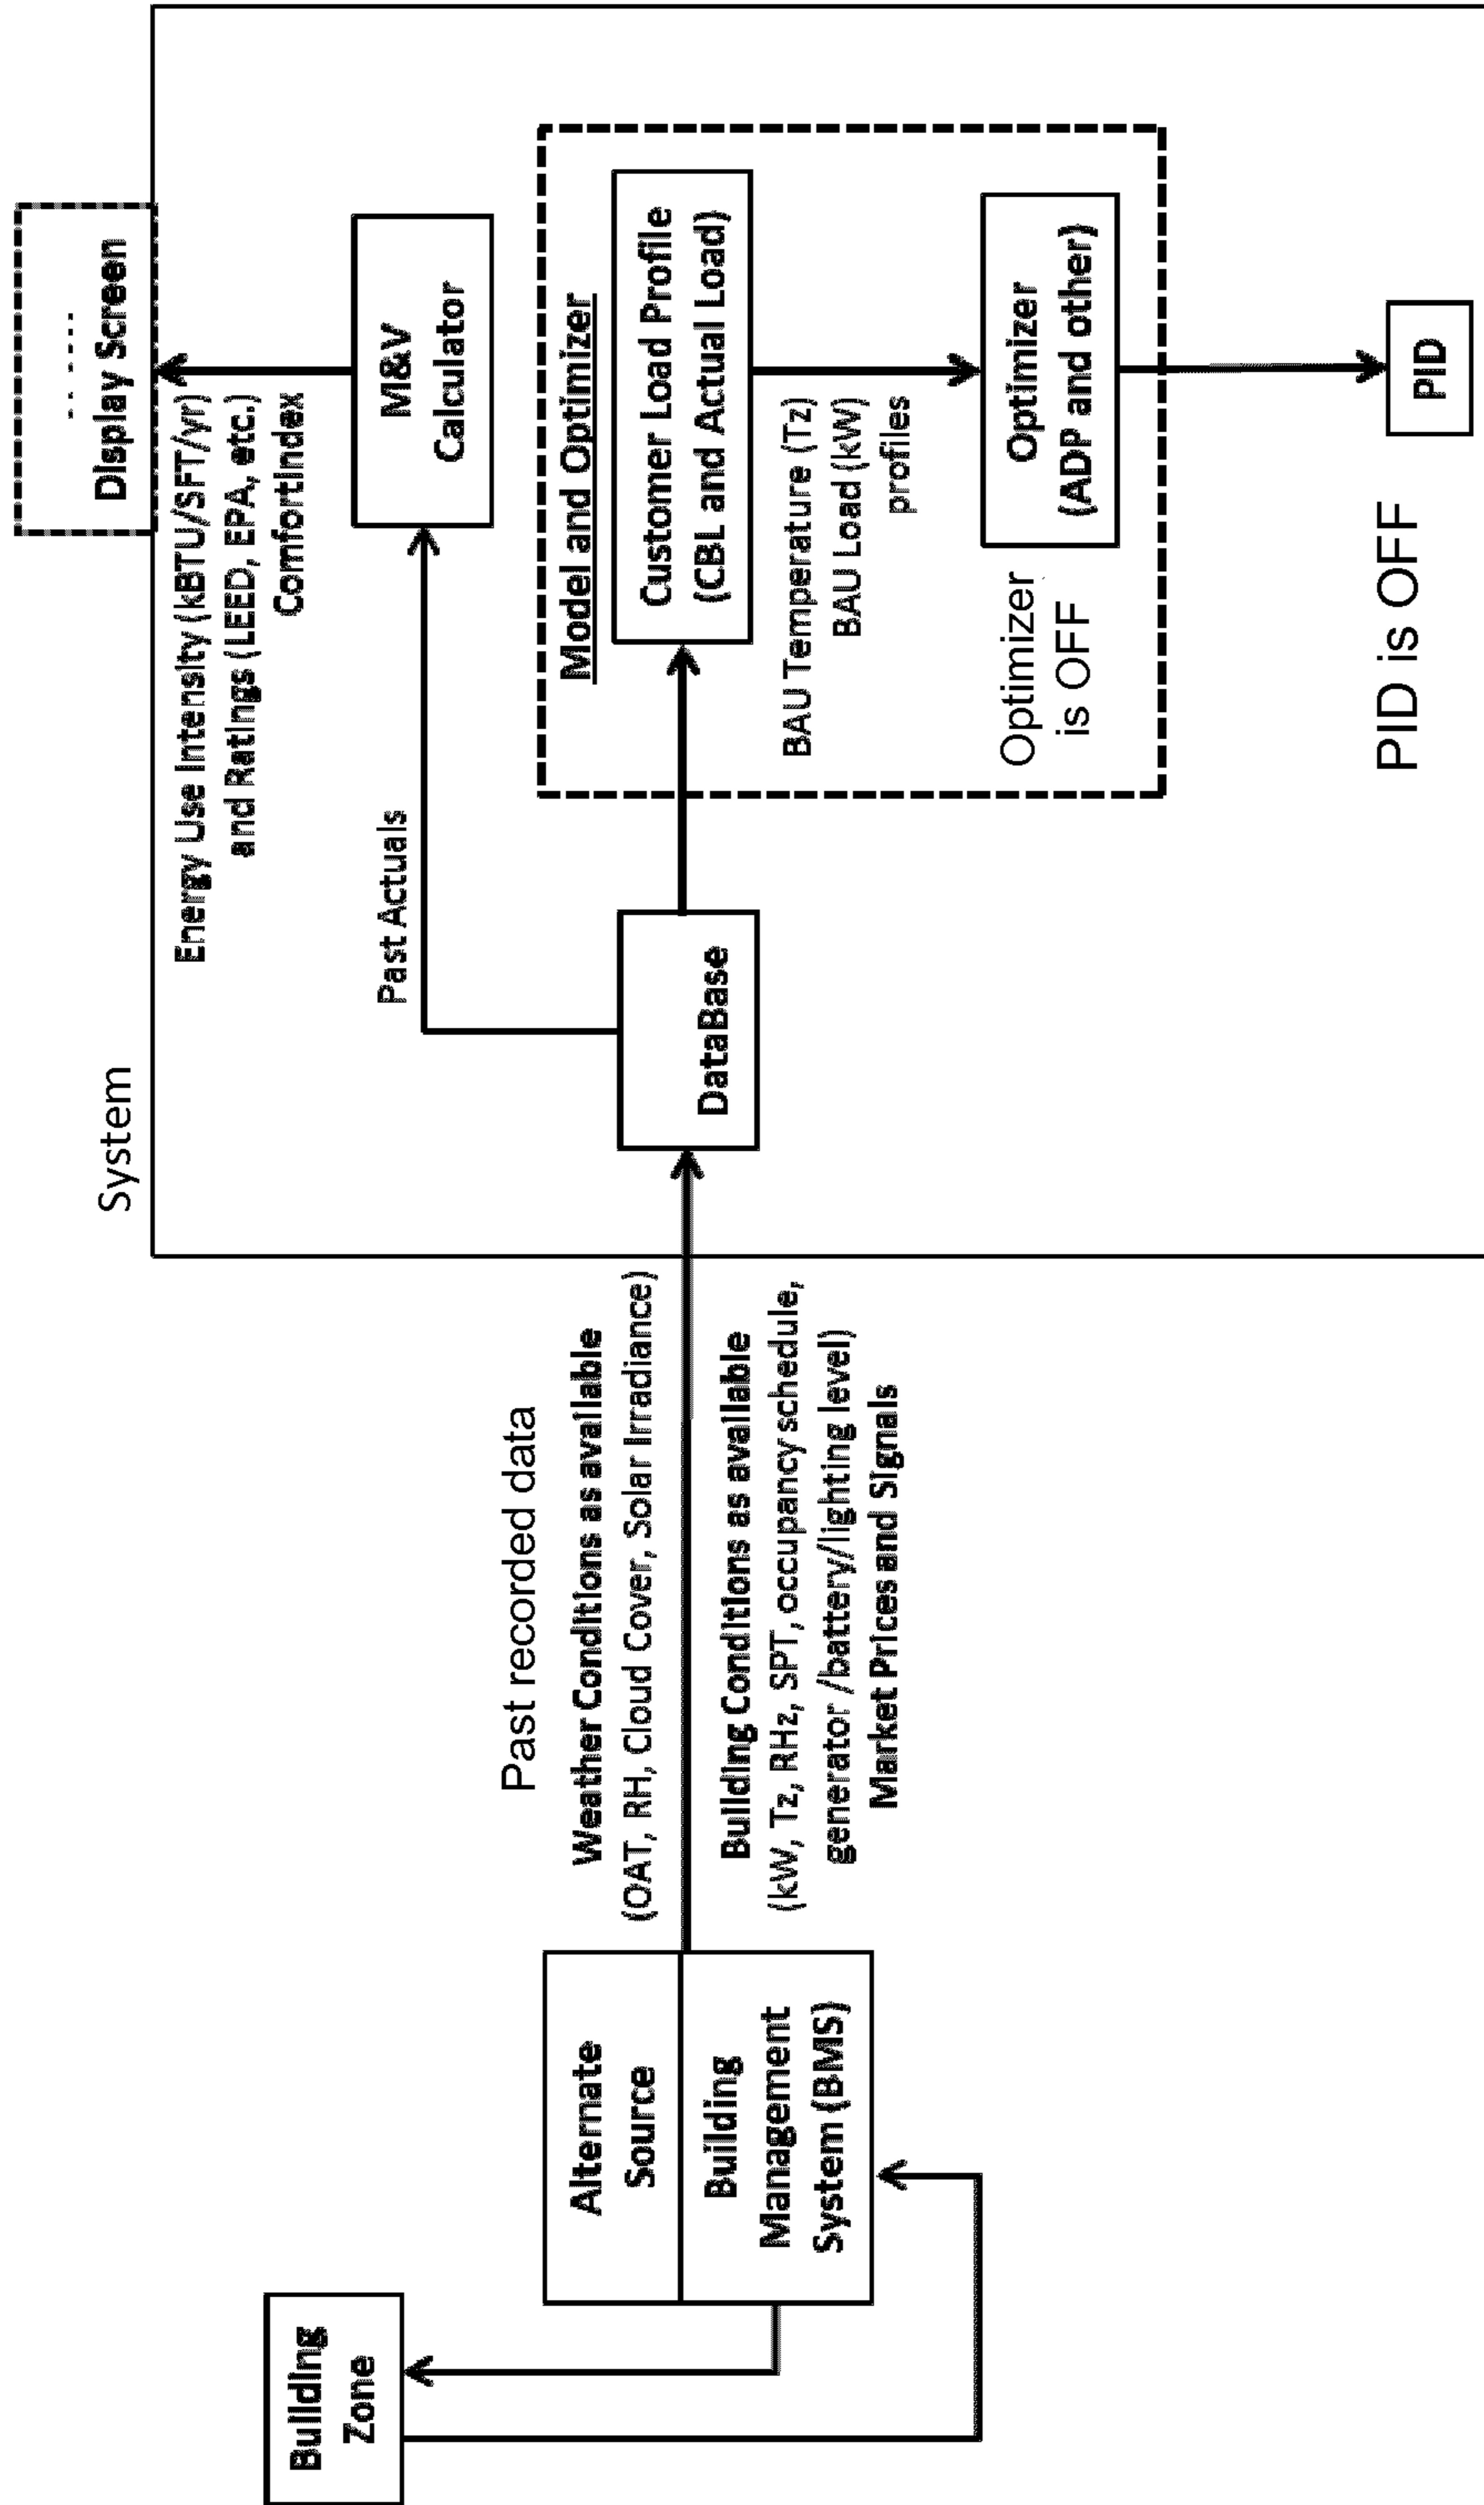 System
Display Screen
Energy Use Intensity (kBTU/SFT/yr)
and Ratings (LEED, EPA, etc.)
ComfortIndex
M&V
Calculator
Past Actuals
Model and Optimizer
Customer Load Profile
(CBL and Actual Load)
BAU Temperature (Tz)
BAU Load (kW)
profiles
Optimizer
(ADP and other)
Optimizer
is OFF
PID
PID is OFF
DataBase
Past recorded data
Weather Conditions as available
(OAT, RH, Cloud Cover, Solar Irradiance)
Building Conditions as available
(kW, Tz, RHz, SPT, occupancy schedule,
generator /battery/lighting level)
Market Prices and Signals
Alternate
Source
Building
Management
System (BMS)
Building
Zone